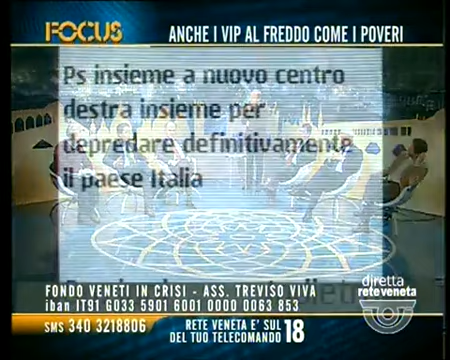 FOCUS
ANCHE I VIP AL FREDDO COME I POVERI
Ps insieme a nuovo centro
destra insieme per
depredare definitivamente
il paese Italia
diretta
reteveneta
FONDO VENETI IN CRISI - ASS. TREVISO VIVA
iban IT91 G033 5901 6001 0000 0063 853
SMS 340 3218806
RETE VENETA E' SUL
DEL TUO TELECOMANDO 18